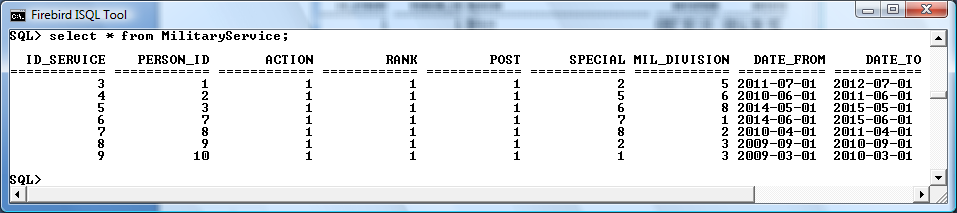 Firebird ISQL Tool
SQL> select * from MilitaryService;
ID_SERVICE PERSON_ID ACTION RANK POST SPECIAL MIL_DIVISION DATE_FROM DATE_TO
============ ============ ============ ============ ============ ============ ============ =========== ===========
3 1 1 1 1 2 5 2011-07-01 2012-07-01
4 2 1 1 1 5 6 2010-06-01 2011-06-01
5 3 1 1 1 6 8 2014-05-01 2015-05-01
6 7 1 1 1 7 1 2014-06-01 2015-06-01
7 8 1 1 1 8 2 2010-04-01 2011-04-01
8 9 1 1 1 2 3 2009-09-01 2010-09-01
9 10 1 1 1 1 3 2009-03-01 2010-03-01
SQL>